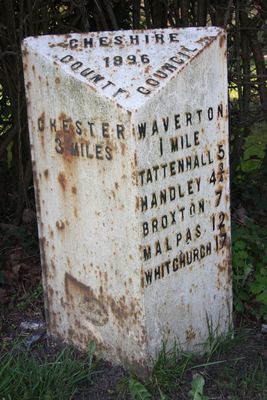 CHESHIRE
1896
COUNTY COUNCIL
CHESTER
3 MILES
WAVERTON
1 MILE
TATTENHALL 5
HANDLEY 4
BROXTON 7
MALPAS 12
WHITCHURCH 17